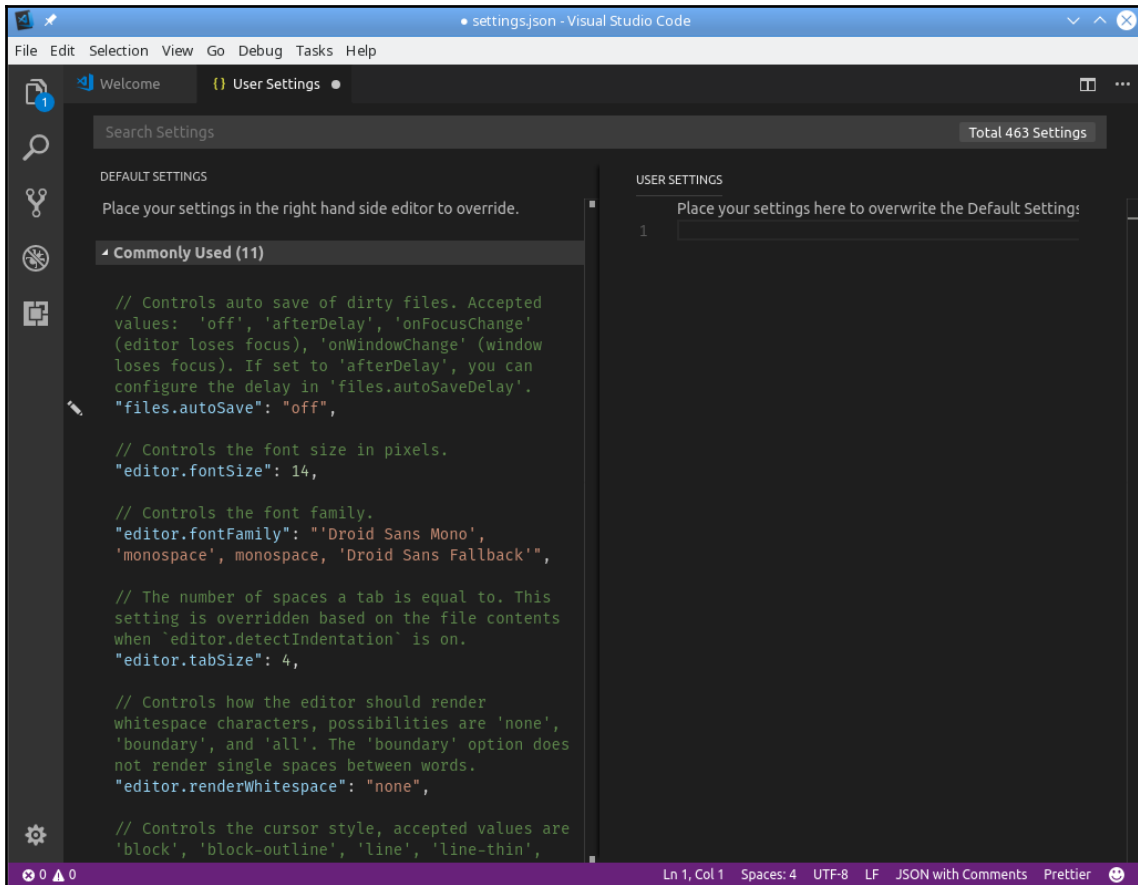 ● settings.json - Visual Studio Code
File Edit Selection View Go Debug Tasks Help
1
Welcome
{} User Settings ●
Search Settings
Total 463 Settings
DEFAULT SETTINGS
Place your settings in the right hand side editor to override.
Commonly Used (11)
// Controls auto save of dirty files. Accepted
values:  'off', 'afterDelay', 'onFocusChange'
(editor loses focus), 'onWindowChange' (window
loses focus). If set to 'afterDelay', you can
configure the delay in 'files.autoSaveDelay'.
"files.autoSave": "off",
// Controls the font size in pixels.
"editor.fontSize": 14,
// Controls the font family.
"editor.fontFamily": "'Droid Sans Mono',
'monospace', monospace, 'Droid Sans Fallback'",
// The number of spaces a tab is equal to. This
setting is overridden based on the file contents
when `editor.detectIndentation` is on.
"editor.tabSize": 4,
// Controls how the editor should render
whitespace characters, possibilities are 'none',
'boundary', and 'all'. The 'boundary' option does
not render single spaces between words.
"editor.renderWhitespace": "none",
// Controls the cursor style, accepted values are
'block', 'block-outline', 'line', 'line-thin',
USER SETTINGS
Place your settings here to overwrite the Default Settings
1
0 0
Ln 1, Col 1 Spaces: 4 UTF-8 LF JSON with Comments Prettier